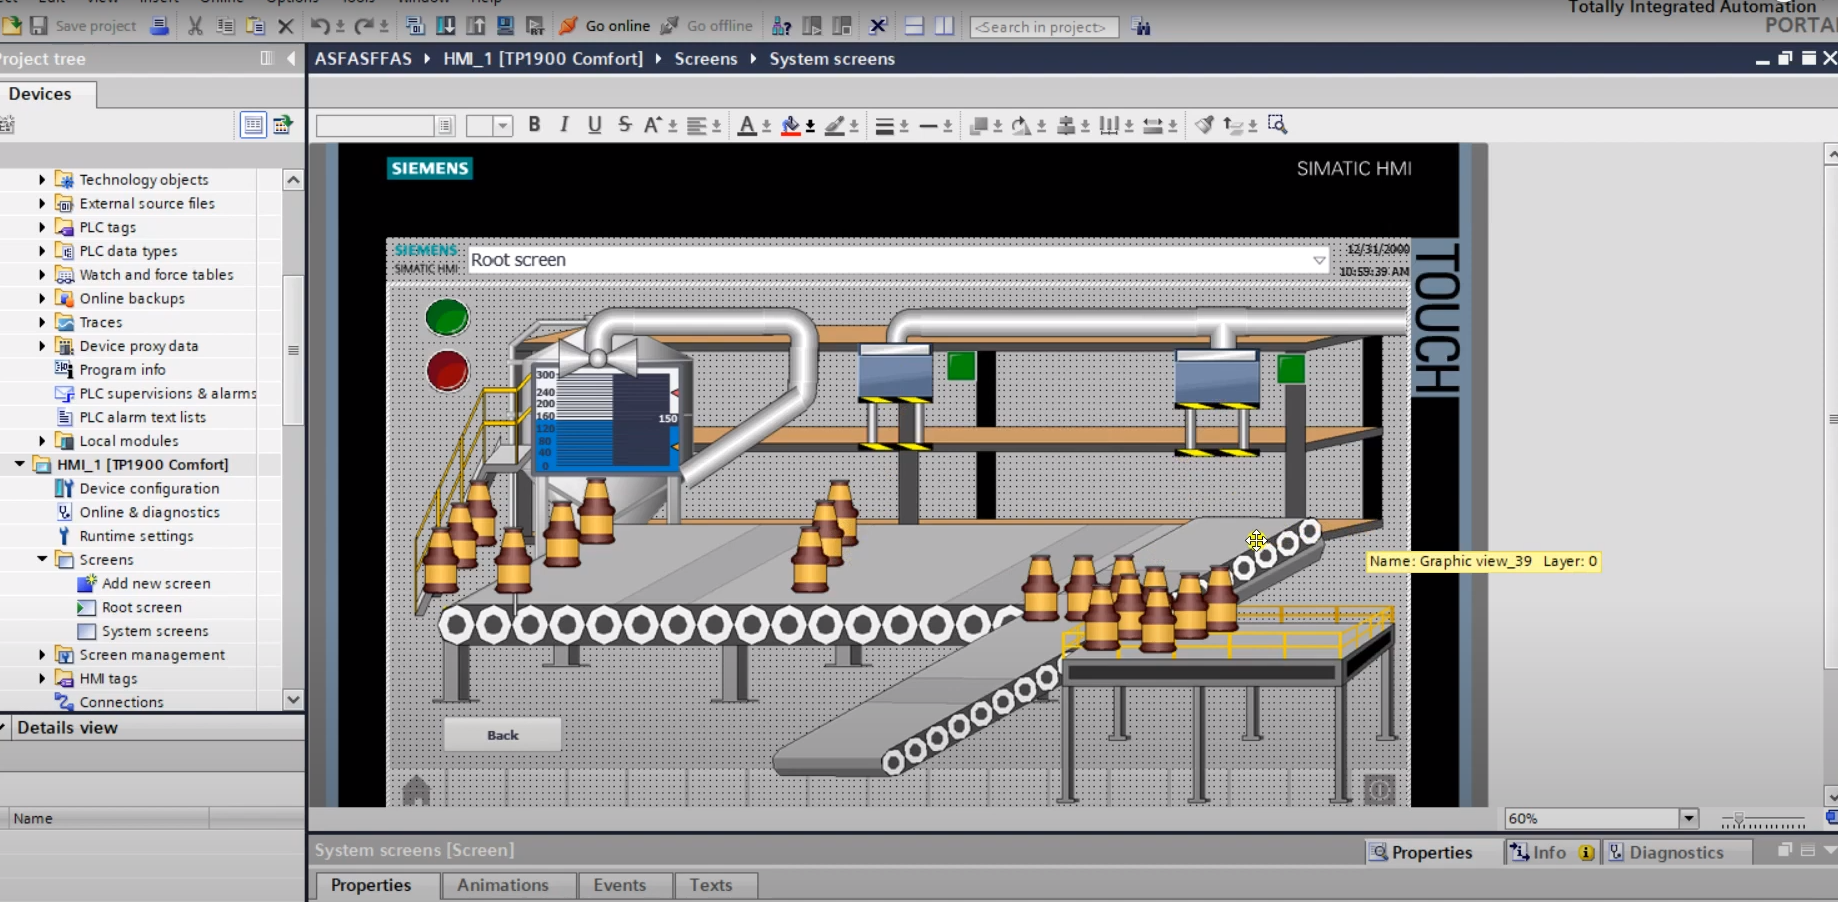 Totally Integrated Automation
PORTA
Save project
Go online
Go offline
<Search in project>
Project tree
ASFASFFAS
HMI_1 [TP1900 Comfort]
Screens
System screens
Devices
B I U S A
A
Technology objects
External source files
PLC tags
PLC data types
Watch and force tables
Online backups
Traces
Device proxy data
Program info
PLC supervisions & alarms
PLC alarm text lists
Local modules
HMI_1 [TP1900 Comfort]
Device configuration
Online & diagnostics
Runtime settings
Screens
Add new screen
Root screen
System screens
Screen management
HMI tags
Connections
Details view
Name
SIEMENS
SIMATIC HMI
SIEMENS
SIMATIC HMI
Root screen
12/31/2000
10:59:39 AM
TOUCH
300
240
200
160
120
80
40
0
150
Name: Graphic view_39 Layer: 0
Back
60%
System screens [Screen]
Properties
Info
Diagnostics
Properties
Animations
Events
Texts